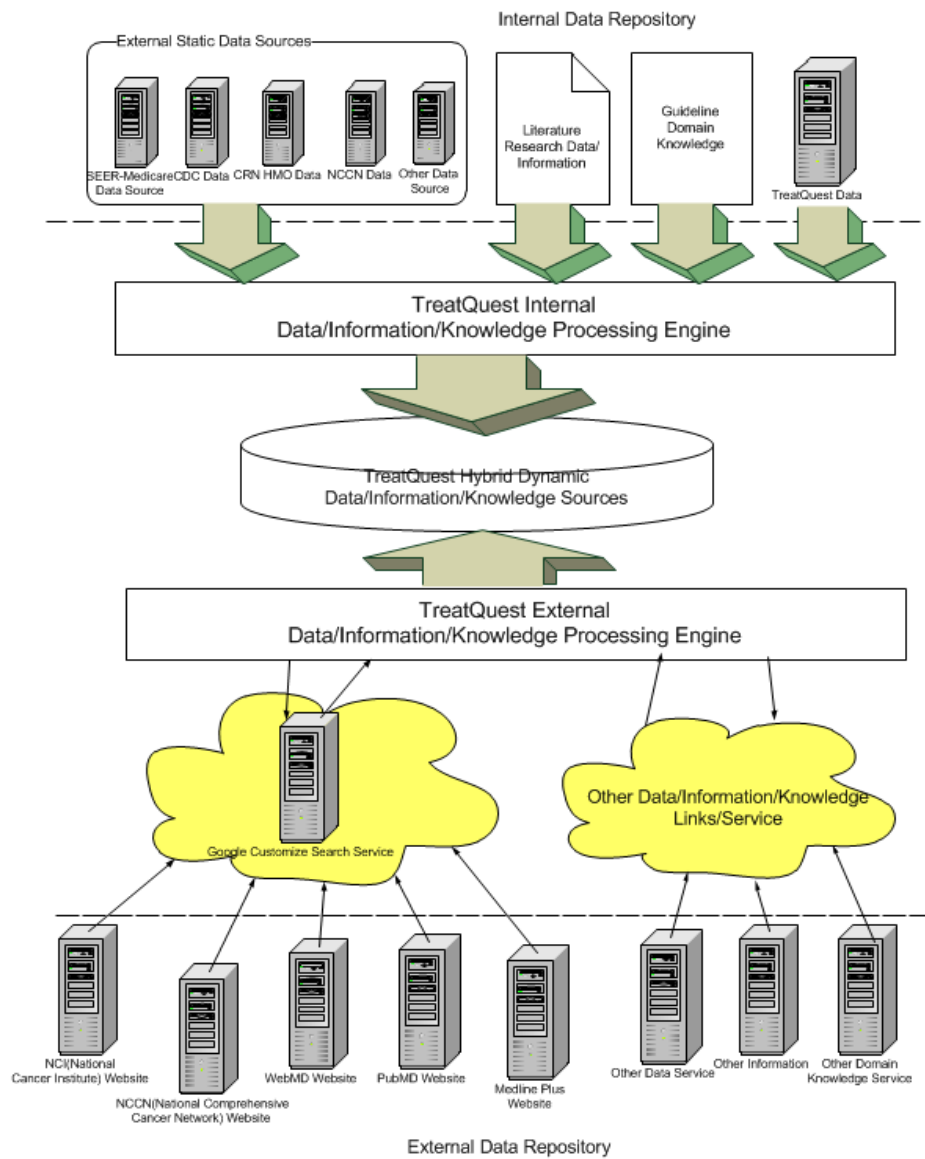 Internal Data Repository
External Static Data Sources
SEER-Medicare
Data Source
CDC Data
CRN HMO Data
NCCN Data
Other Data
Source
Literature
Research Data/
Information
Guideline
Domain
Knowledge
TreatQuest Data
TreatQuest Internal
Data/Information/Knowledge Processing Engine
TreatQuest Hybrid Dynamic
Data/Information/Knowledge Sources
TreatQuest External
Data/Information/Knowledge Processing Engine
Google Customize Search Service
Other Data/Information/Knowledge
Links/Service
NCI(National
Cancer Institute) Website
NCCN(National Comprehensive
Cancer Network) Website
WebMD Website
PubMD Website
Medline Plus
Website
Other Data Service
Other Information
Other Domain
Knowledge Service
External Data Repository